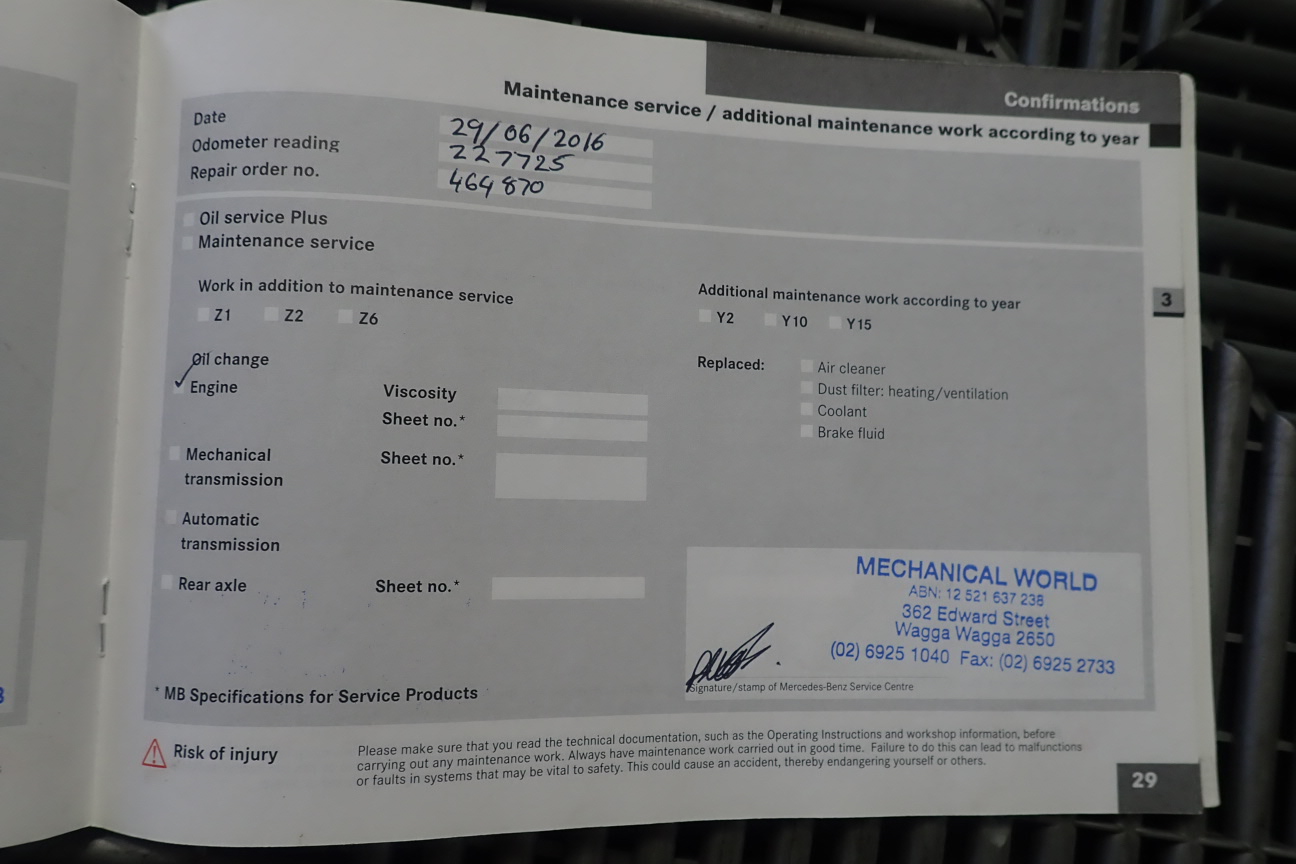 Confirmations
Maintenance service / additional maintenance work according to year
Date 29/06/2016
Odometer reading 227725
Repair order no. 464870
Oil service Plus
Maintenance service
Work in addition to maintenance service
Z1 Z2 Z6
Additional maintenance work according to year
Y2 Y10 Y15
3
Oil change
Engine
Viscosity
Sheet no.*
Mechanical
transmission
Sheet no.*
Automatic
transmission
Rear axle
Sheet no.*
Replaced:
Air cleaner
Dust filter: heating/ventilation
Coolant
Brake fluid
MECHANICAL WORLD
ABN: 12 521 637 238
362 Edward Street
Wagga Wagga 2650
(02) 6925 1040 Fax: (02) 6925 2733
Signature/stamp of Mercedes-Benz Service Centre
* MB Specifications for Service Products
Risk of injury
Please make sure that you read the technical documentation, such as the Operating Instructions and workshop information, before
carrying out any maintenance work. Always have maintenance work carried out in good time. Failure to do this can lead to malfunctions
or faults in systems that may be vital to safety. This could cause an accident, thereby endangering yourself or others.
29